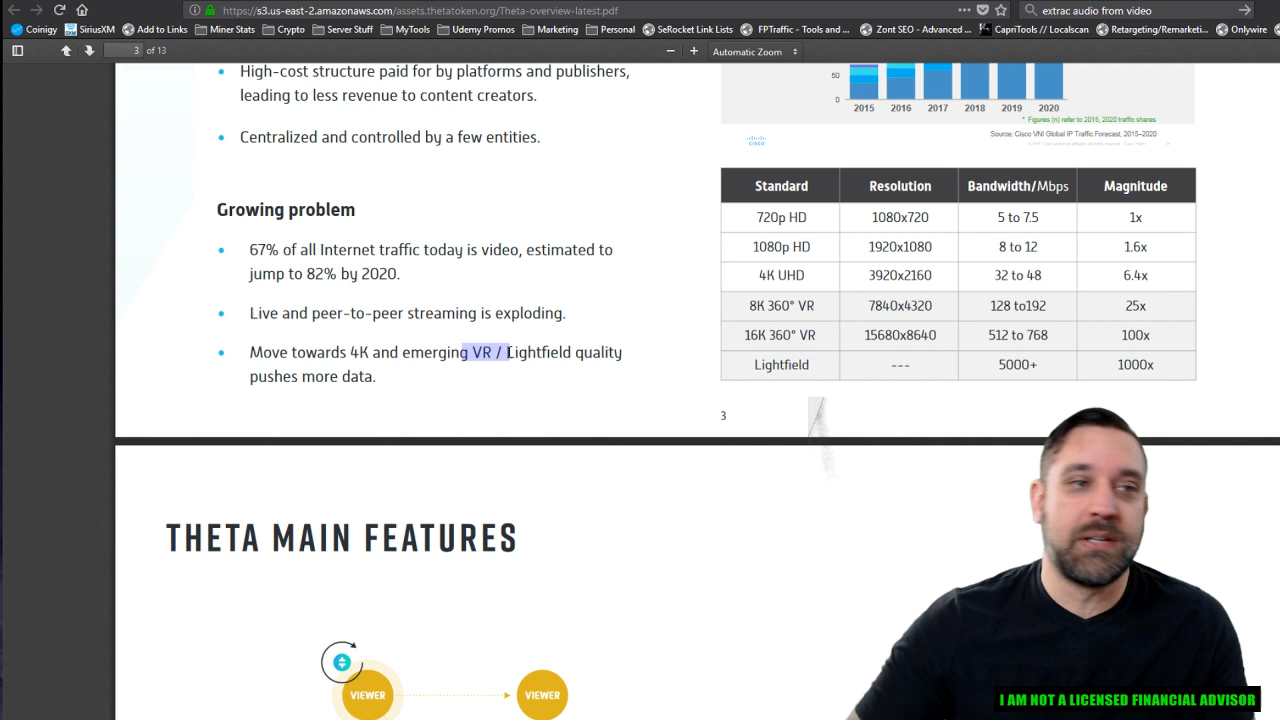 https://s3.us-east-2.amazonaws.com/assets.thetatoken.org/Theta-overview-latest.pdf
extrac audio from video
Coinigy SiriusXM Add to Links Miner Stats Crypto Server Stuff MyTools Udemy Promos Marketing Personal SeRocket Link Lists FPTraffic - Tools and ... Zont SEO - Advanced ... CapriTools // Localscan Retargeting/Remarketi... Onlywire
3 of 13
Automatic Zoom
High-cost structure paid for by platforms and publishers,
leading to less revenue to content creators.
Centralized and controlled by a few entities.
Growing problem
67% of all Internet traffic today is video, estimated to
jump to 82% by 2020.
Live and peer-to-peer streaming is exploding.
Move towards 4K and emerging VR / Lightfield quality
pushes more data.
50
0
2015 2016 2017 2018 2019 2020
* Figures (n) refer to 2015, 2020 traffic shares
Source: Cisco VNI Global IP Traffic Forecast, 2015–2020
CISCO
Standard Resolution Bandwidth/Mbps Magnitude
720p HD 1080x720 5 to 7.5 1x
1080p HD 1920x1080 8 to 12 1.6x
4K UHD 3920x2160 32 to 48 6.4x
8K 360° VR 7840x4320 128 to192 25x
16K 360° VR 15680x8640 512 to 768 100x
Lightfield --- 5000+ 1000x
3
THETA MAIN FEATURES
VIEWER VIEWER
I AM NOT A LICENSED FINANCIAL ADVISOR